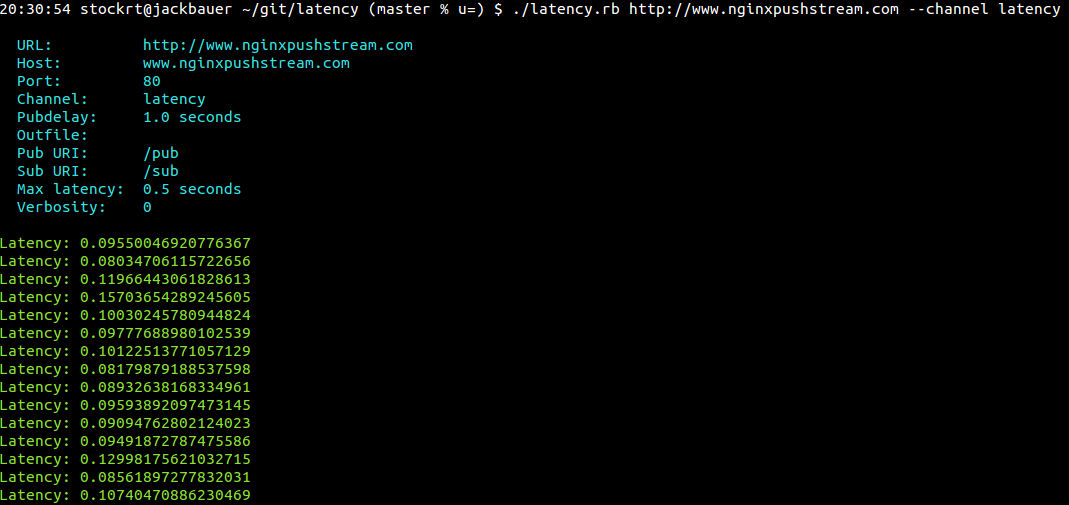 20:30:54 stockrt@jackbauer ~/git/latency (master % u=) $ ./latency.rb http://www.nginxpushstream.com --channel latency
URL: http://www.nginxpushstream.com
Host: www.nginxpushstream.com
Port: 80
Channel: latency
Pubdelay: 1.0 seconds
Outfile:
Pub URI: /pub
Sub URI: /sub
Max latency: 0.5 seconds
Verbosity: 0
Latency: 0.09550046920776367
Latency: 0.08034706115722656
Latency: 0.11966443061828613
Latency: 0.15703654289245605
Latency: 0.10030245780944824
Latency: 0.09777688980102539
Latency: 0.10122513771057129
Latency: 0.08179879188537598
Latency: 0.08932638168334961
Latency: 0.09593892097473145
Latency: 0.09094762802124023
Latency: 0.09491872787475586
Latency: 0.12998175621032715
Latency: 0.08561897277832031
Latency: 0.10740470886230469